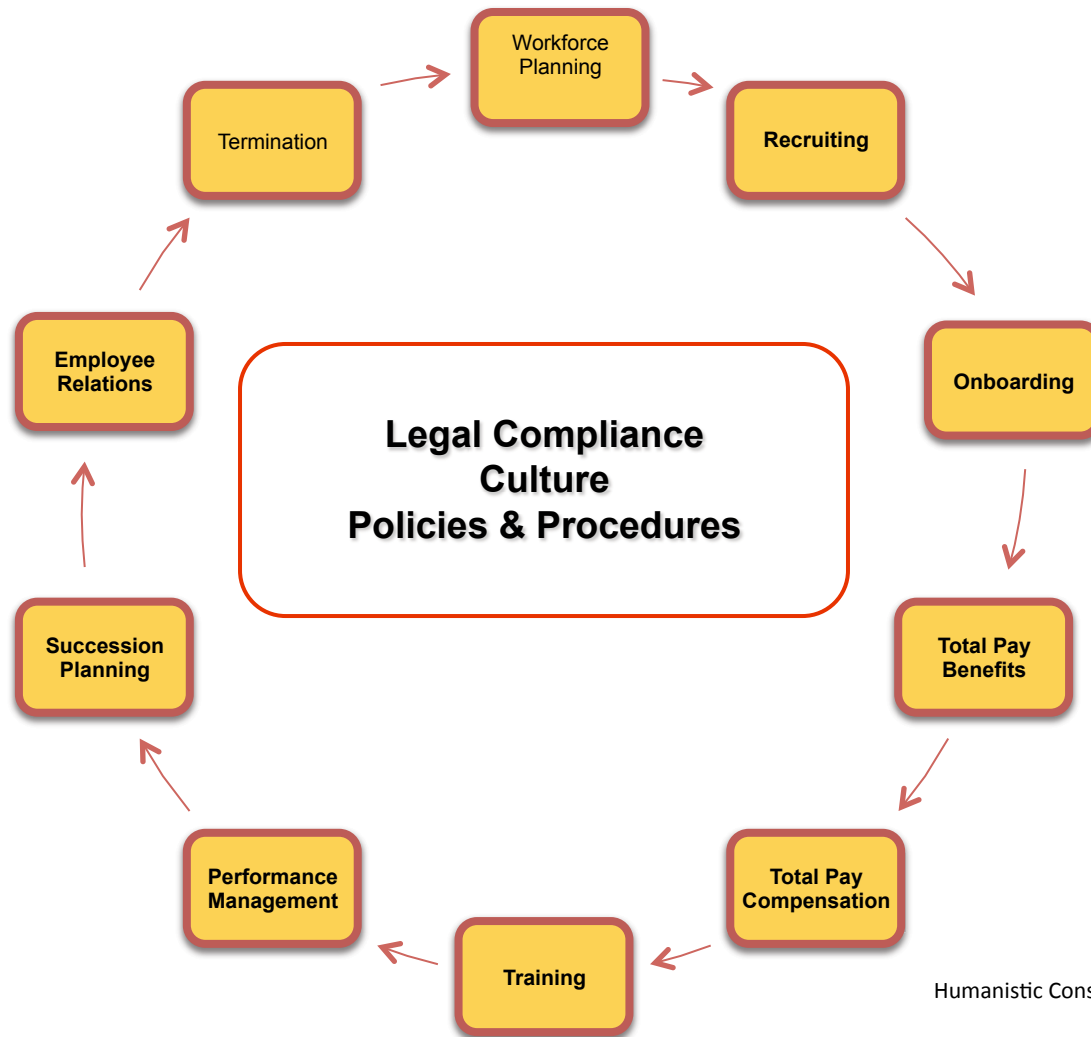 Workforce
Planning
Recruiting
Onboarding
Total Pay
Benefits
Total Pay
Compensation
Training
Performance
Management
Succession
Planning
Employee
Relations
Termination
Legal Compliance
Culture
Policies & Procedures
Humanistic